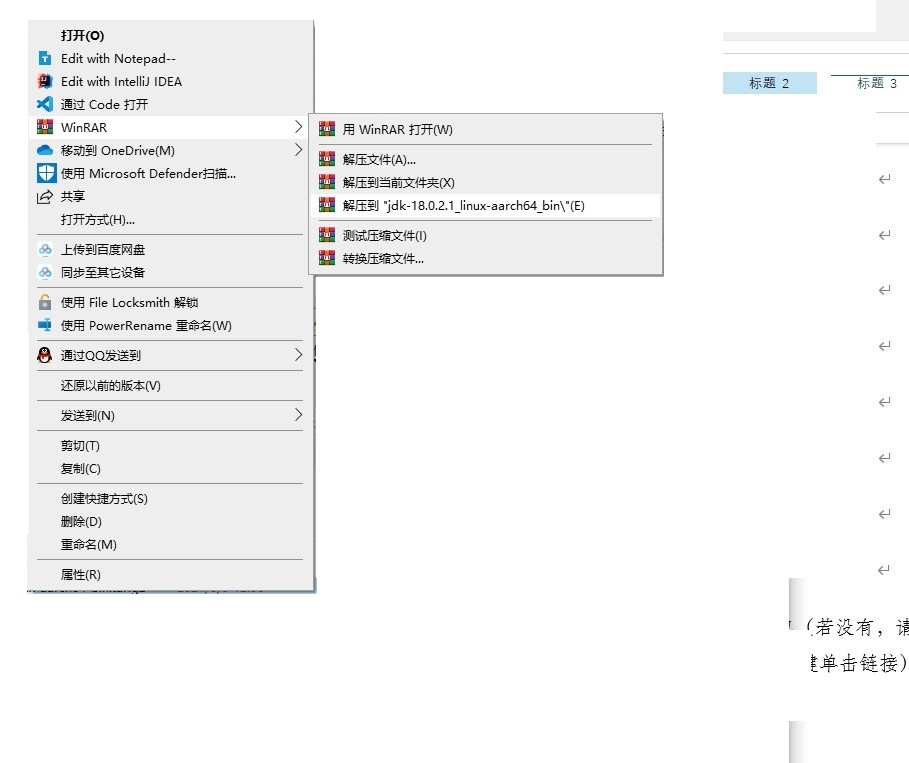 打开(O)
Edit with Notepad--
Edit with IntelliJ IDEA
通过 Code 打开
WinRAR
移动到 OneDrive(M)
使用 Microsoft Defender扫描...
共享
打开方式(H)...
上传到百度网盘
同步至其它设备
使用 File Locksmith 解锁
使用 PowerRename 重命名(W)
通过QQ发送到
还原以前的版本(V)
发送到(N)
剪切(T)
复制(C)
创建快捷方式(S)
删除(D)
重命名(M)
属性(R)
用 WinRAR 打开(W)
解压文件(A)...
解压到当前文件夹(X)
解压到 "jdk-18.0.2.1_linux-aarch64_bin\"(E)
测试压缩文件(I)
转换压缩文件...
标题 2
标题 3
（若没有，请
键单击链接）